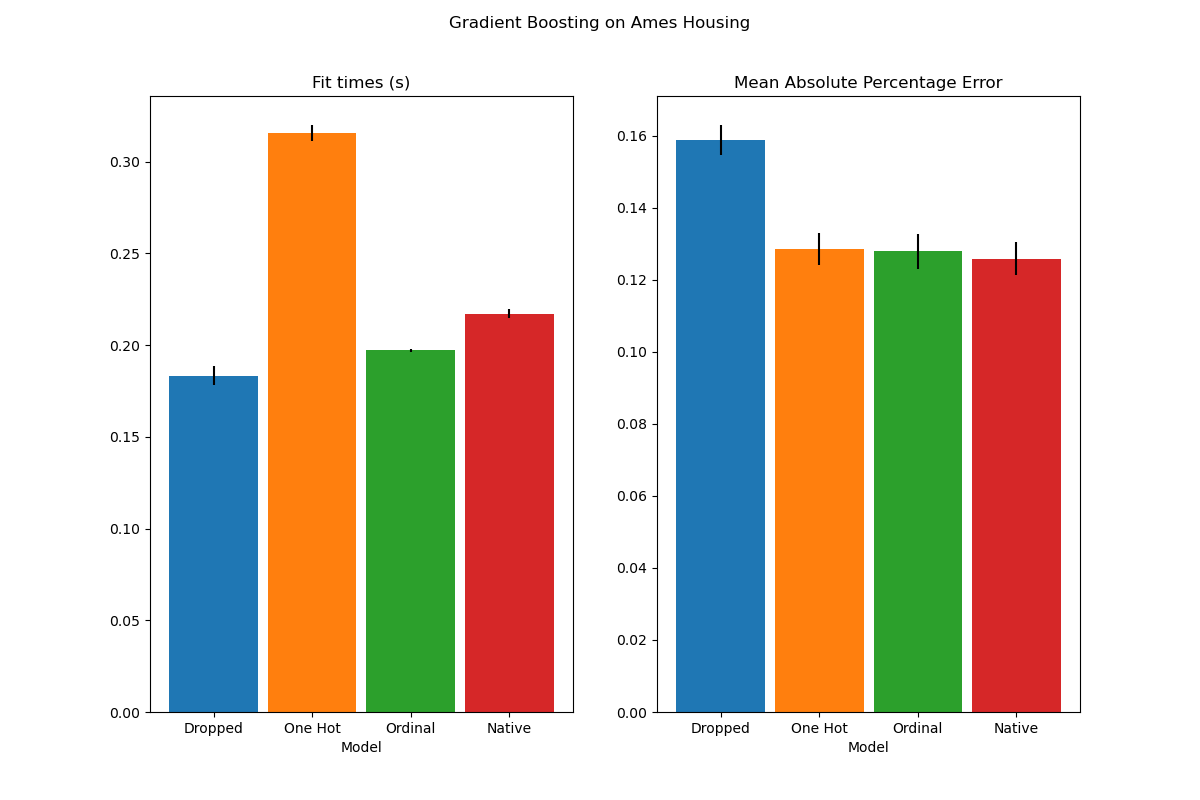 Gradient Boosting on Ames Housing
Fit times (s)
0.30
0.25
0.20
0.15
0.10
0.05
0.00
Dropped One Hot Ordinal Native
Model
Mean Absolute Percentage Error
0.16
0.14
0.12
0.10
0.08
0.06
0.04
0.02
0.00
Dropped One Hot Ordinal Native
Model